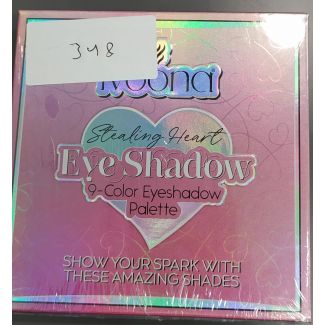 348
Stealing Heart
Eye Shadow
9-Color Eyeshadow
Palette
SHOW YOUR SPARK WITH
THESE AMAZING SHADES